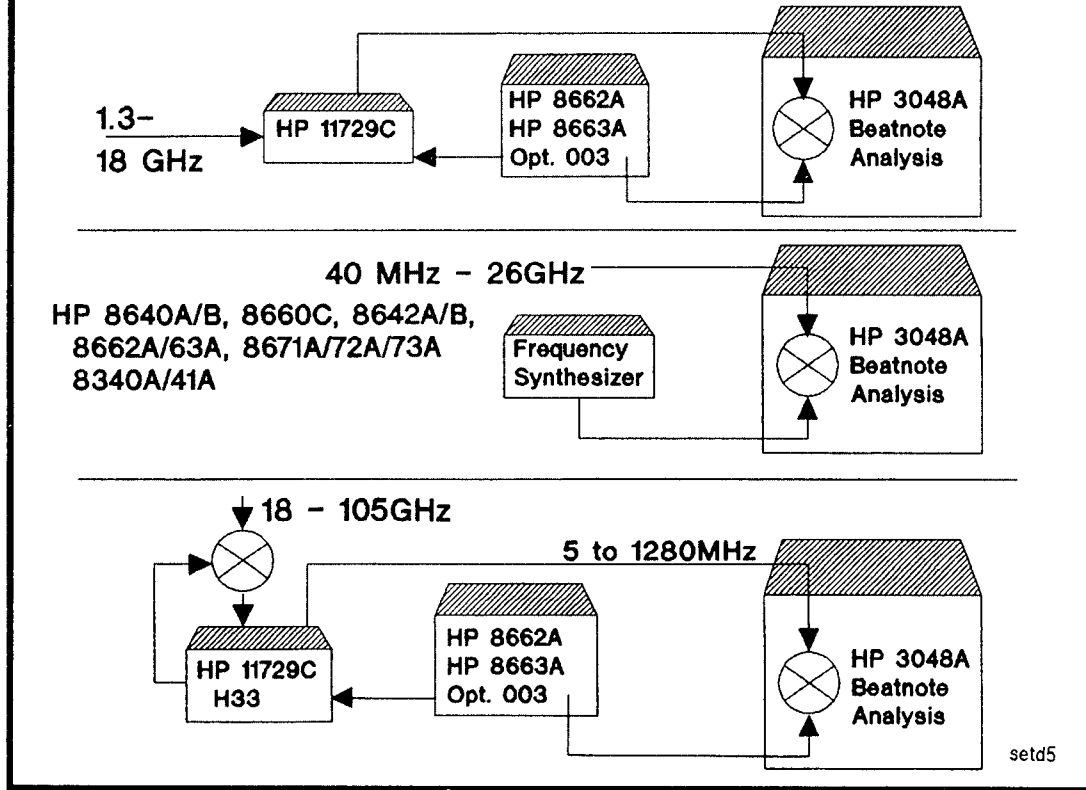 1.3-
18 GHz
HP 11729C
HP 8662A
HP 8663A
Opt. 003
HP 3048A
Beatnote
Analysis
40 MHz - 26GHz
HP 8640A/B, 8660C, 8642A/B,
8662A/63A, 8671A/72A/73A
8340A/41A
Frequency
Synthesizer
HP 3048A
Beatnote
Analysis
18 - 105GHz
5 to 1280MHz
HP 11729C
H33
HP 8662A
HP 8663A
Opt. 003
HP 3048A
Beatnote
Analysis
setd5